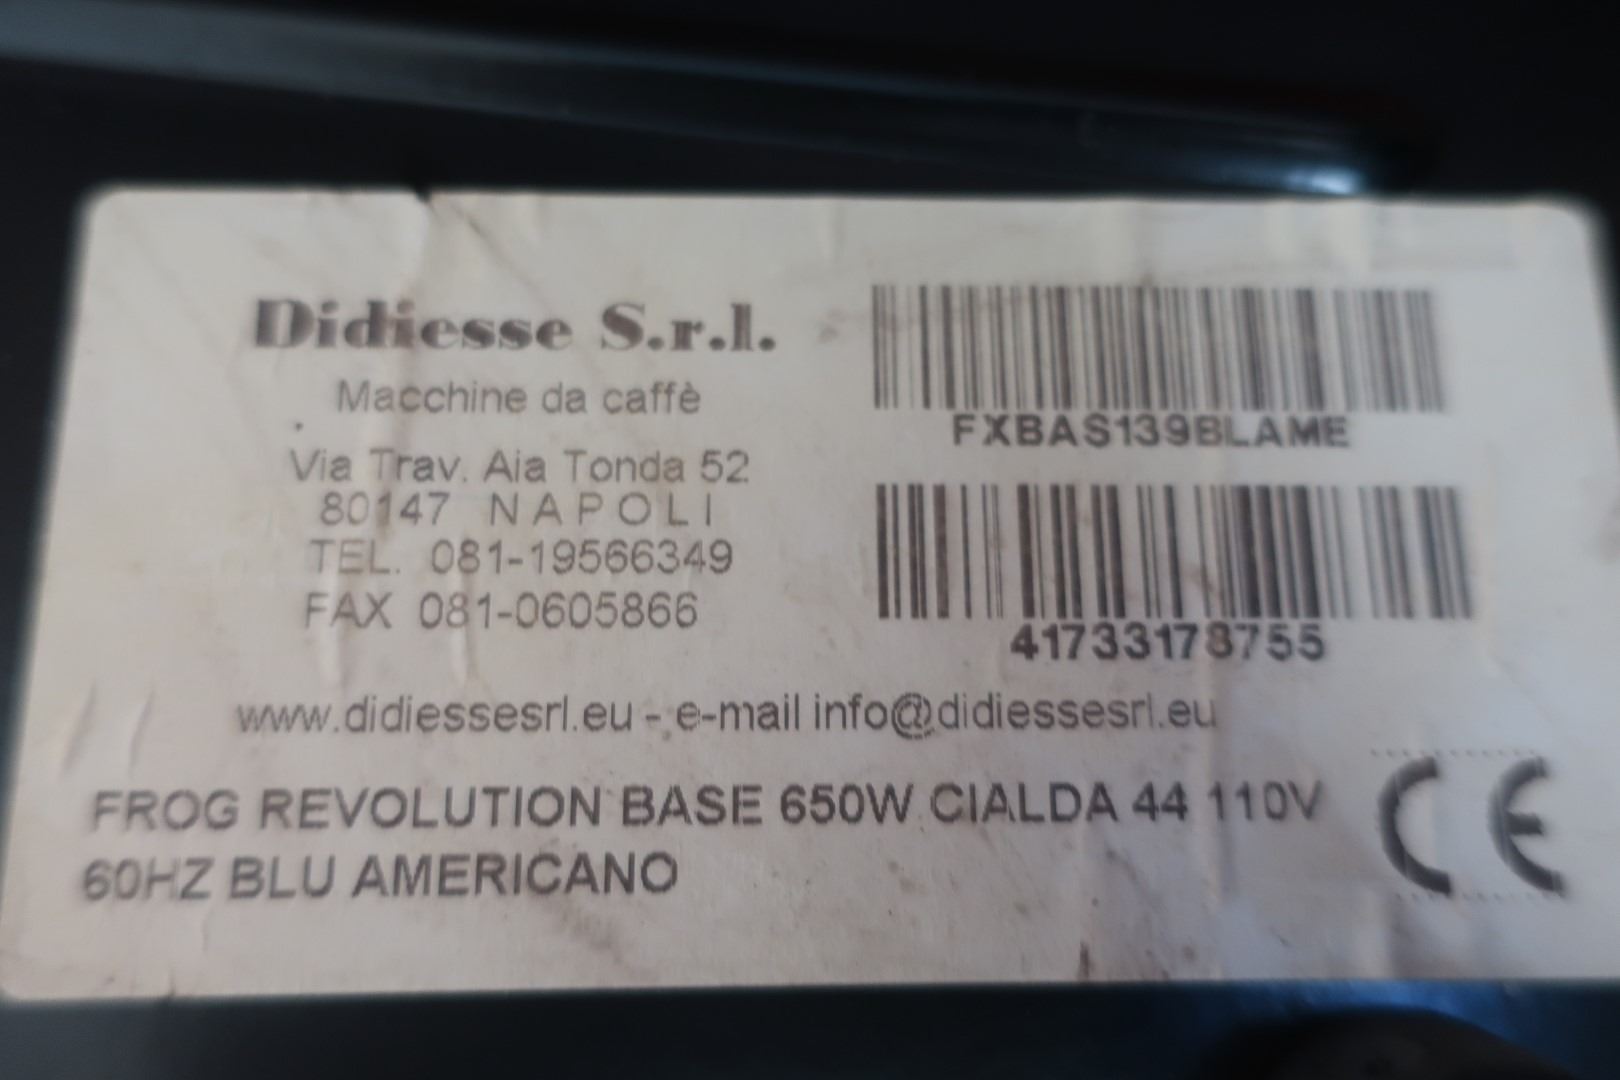 Didiesse S.r.l.
Macchine da caffè
Via Trav. Aia Tonda 52
80147 NAPOLI
TEL. 081-19566349
FAX 081-0605866
FXBAS139BLAME
41733178755
www.didiessesrl.eu - e-mail info@didiessesrl.eu
FROG REVOLUTION BASE 650W CIALDA 44 110V
60HZ BLU AMERICANO
CE